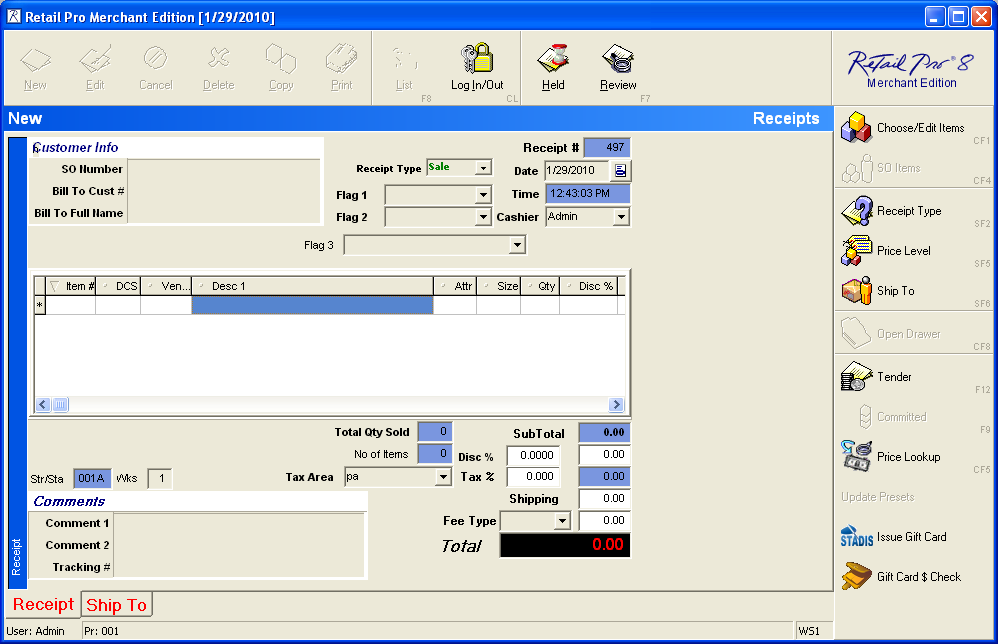 Retail Pro Merchant Edition [1/29/2010]
New Edit Cancel Delete Copy Print List Log In/Out Held Review
F8 CL F7
Retail Pro® 8
Merchant Edition
New Receipts
Customer Info
SO Number
Bill To Cust #
Bill To Full Name
Receipt # 497
Receipt Type Sale Date 1/29/2010
Flag 1 Time 12:43:03 PM
Flag 2 Cashier Admin
Flag 3
Item # DCS Ven... Desc 1 Attr Size Qty Disc %
*
Total Qty Sold 0 SubTotal 0.00
No of Items 0 Disc % 0.0000 0.00
Tax Area pa Tax % 0.000 0.00
Str/Sta 001A Wks 1
Shipping 0.00
Fee Type 0.00
Total 0.00
Comments
Comment 1
Comment 2
Tracking #
Receipt
Receipt Ship To
User: Admin Pr: 001 WS1
Choose/Edit Items
CF1
SO Items
CF4
Receipt Type
SF2
Price Level
SF5
Ship To
SF6
Open Drawer
CF8
Tender
F12
Committed
F9
Price Lookup
CF5
Update Presets
STADIS Issue Gift Card
Gift Card $ Check